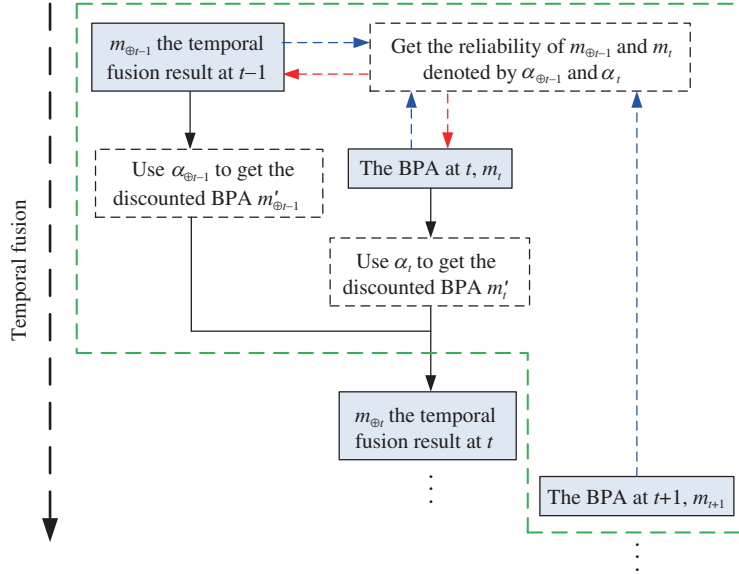 m⊕t−1 the temporal
fusion result at t−1
Get the reliability of m⊕t−1 and mt
denoted by α⊕t−1 and αt
Use α⊕t−1 to get the
discounted BPA m′⊕t−1
The BPA at t, mt
Use αt to get the
discounted BPA m′t
Temporal fusion
m⊕t the temporal
fusion result at t
The BPA at t+1, mt+1